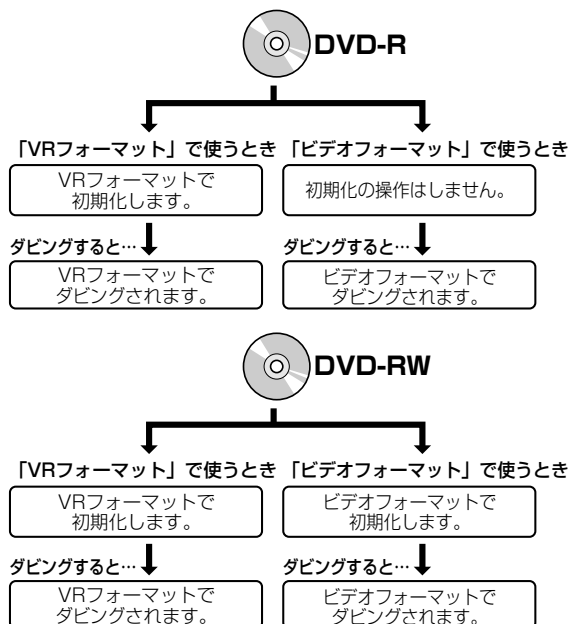 DVD-R
「VRフォーマット」で使うとき
「ビデオフォーマット」で使うとき
VRフォーマットで
初期化します。
初期化の操作はしません。
ダビングすると…
ダビングすると…
VRフォーマットで
ダビングされます。
ビデオフォーマットで
ダビングされます。
DVD-RW
「VRフォーマット」で使うとき
「ビデオフォーマット」で使うとき
VRフォーマットで
初期化します。
ビデオフォーマットで
初期化します。
ダビングすると…
ダビングすると…
VRフォーマットで
ダビングされます。
ビデオフォーマットで
ダビングされます。